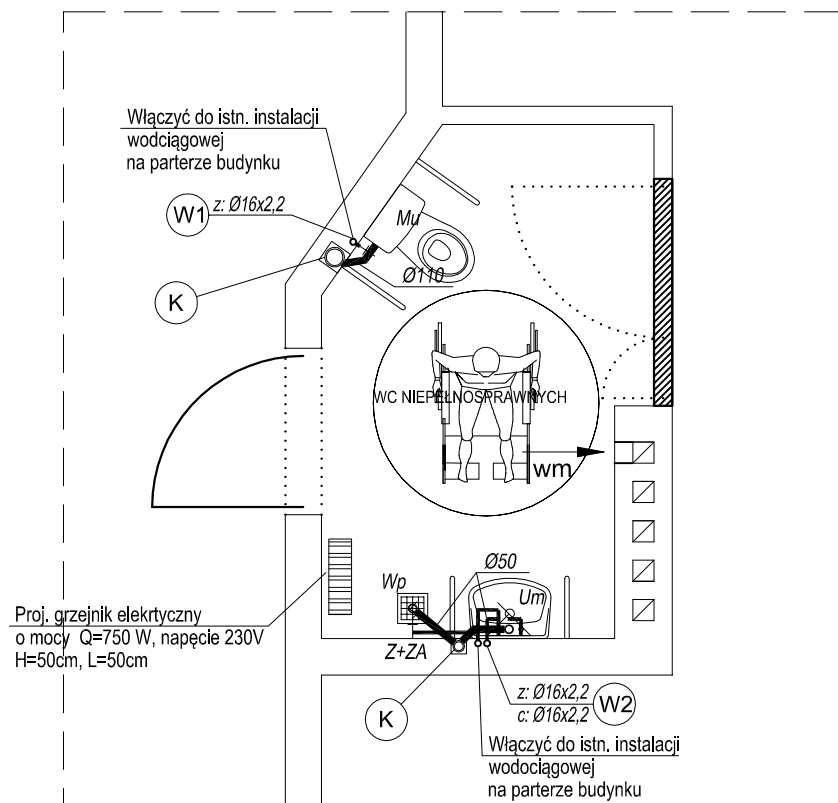 Włączyć do istn. instalacji
wodciągowej
na parterze budynku
W1
z: Ø16x2,2
Mu
Ø110
K
WC NIEPEŁNOSPRAWNYCH
wm
Ø50
Wp
Um
Proj. grzejnik elekrtyczny
o mocy Q=750 W, napięcie 230V
H=50cm, L=50cm
Z+ZA
z: Ø16x2,2
c: Ø16x2,2
W2
K
Włączyć do istn. instalacji
wodociągowej
na parterze budynku